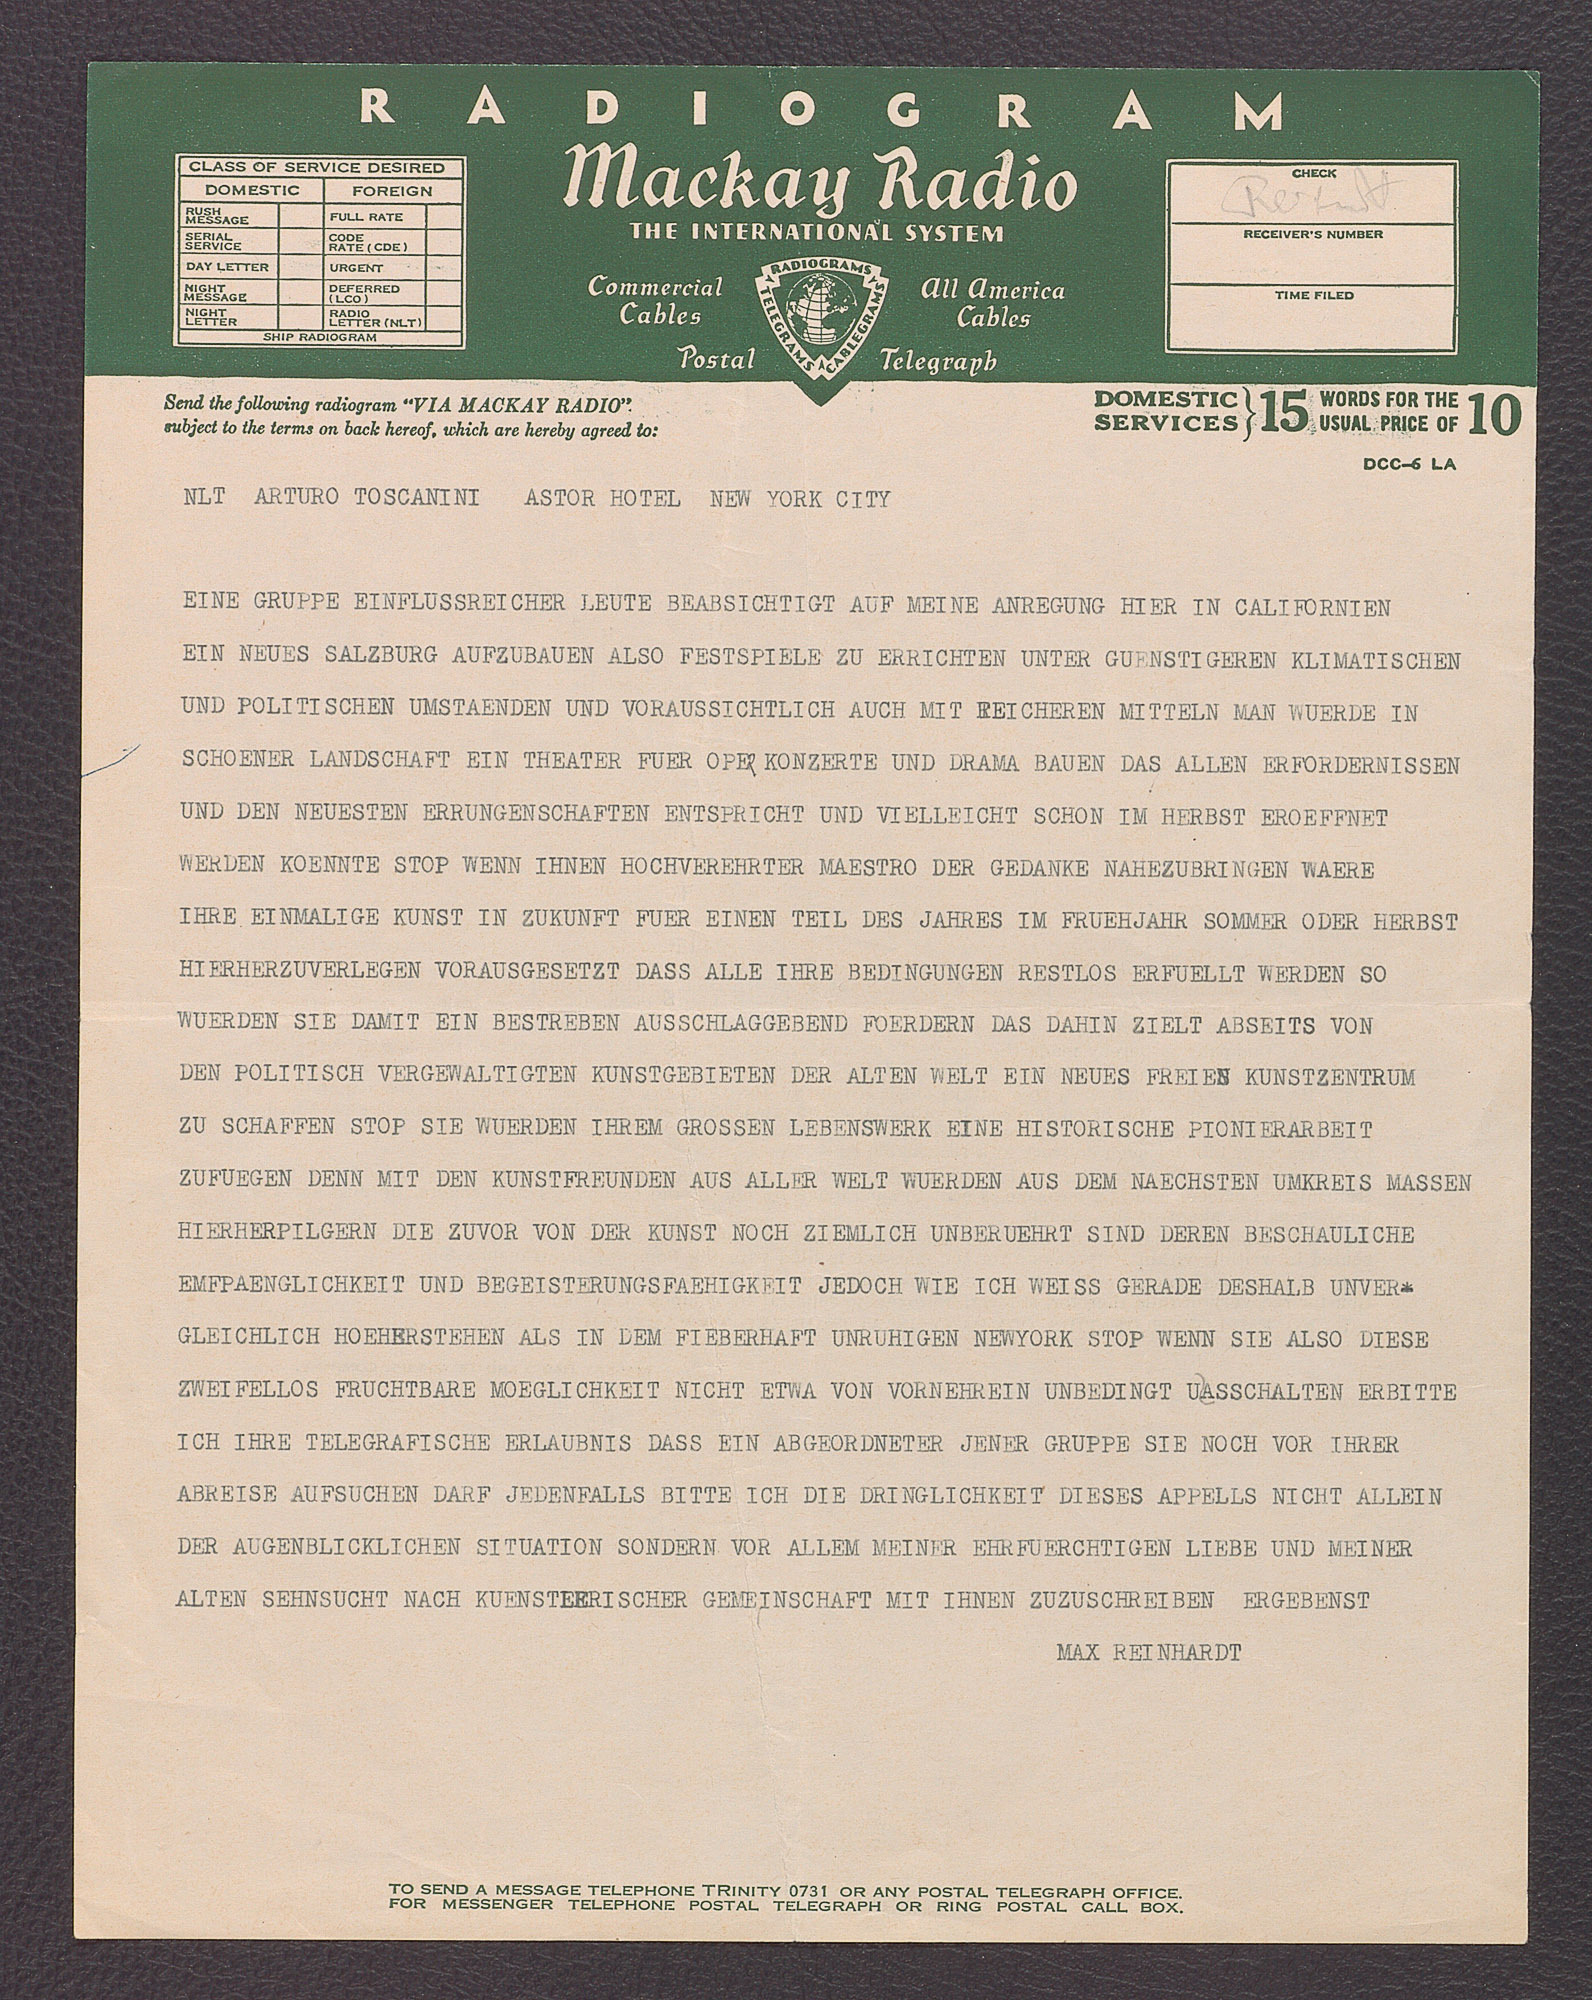 RADIOGRAM
Mackay Radio
THE INTERNATIONAL SYSTEM
Commercial Cables
All America Cables
Postal Telegraph
RADIOGRAMS
TELEGRAMS
CABLEGRAMS
CLASS OF SERVICE DESIRED
DOMESTIC FOREIGN
RUSH MESSAGE FULL RATE
SERIAL SERVICE CODE RATE (CDE)
DAY LETTER URGENT
NIGHT MESSAGE DEFERRED (LCO)
NIGHT LETTER RADIO LETTER (NLT)
SHIP RADIOGRAM
CHECK
RECEIVER'S NUMBER
TIME FILED
Send the following radiogram "VIA MACKAY RADIO".
subject to the terms on back hereof, which are hereby agreed to:
DOMESTIC SERVICES } 15 WORDS FOR THE USUAL PRICE OF 10
DCC-6 LA
NLT ARTURO TOSCANINI ASTOR HOTEL NEW YORK CITY
EINE GRUPPE EINFLUSSREICHER LEUTE BEABSICHTIGT AUF MEINE ANREGUNG HIER IN CALIFORNIEN
EIN NEUES SALZBURG AUFZUBAUEN ALSO FESTSPIELE ZU ERRICHTEN UNTER GUENSTIGEREN KLIMATISCHEN
UND POLITISCHEN UMSTAENDEN UND VORAUSSICHTLICH AUCH MIT REICHEREN MITTELN MAN WUERDE IN
SCHOENER LANDSCHAFT EIN THEATER FUER OPER KONZERTE UND DRAMA BAUEN DAS ALLEN ERFORDERNISSEN
UND DEN NEUESTEN ERRUNGENSCHAFTEN ENTSPRICHT UND VIELLEICHT SCHON IM HERBST EROEFFNET
WERDEN KOENNTE STOP WENN IHNEN HOCHVEREHRTER MAESTRO DER GEDANKE NAHEZUBRINGEN WAERE
IHRE EINMALIGE KUNST IN ZUKUNFT FUER EINEN TEIL DES JAHRES IM FRUEHJAHR SOMMER ODER HERBST
HIERHERZUVERLEGEN VORAUSGESETZT DASS ALLE IHRE BEDINGUNGEN RESTLOS ERFUELLT WERDEN SO
WUERDEN SIE DAMIT EIN BESTREBEN AUSSCHLAGGEBEND FOERDERN DAS DAHIN ZIELT ABSEITS VON
DEN POLITISCH VERGEWALTIGTEN KUNSTGEBIETEN DER ALTEN WELT EIN NEUES FREIES KUNSTZENTRUM
ZU SCHAFFEN STOP SIE WUERDEN IHREM GROSSEN LEBENSWERK EINE HISTORISCHE PIONIERARBEIT
ZUFUEGEN DENN MIT DEN KUNSTFREUNDEN AUS ALLER WELT WUERDEN AUS DEM NAECHSTEN UMKREIS MASSEN
HIERHERPILGERN DIE ZUVOR VON DER KUNST NOCH ZIEMLICH UNBERUEHRT SIND DEREN BESCHAULICHE
EMFPAENGLICHKEIT UND BEGEISTERUNGSFAEHIGKEIT JEDOCH WIE ICH WEISS GERADE DESHALB UNVER*
GLEICHLICH HOEHERSTEHEN ALS IN DEM FIEBERHAFT UNRUHIGEN NEWYORK STOP WENN SIE ALSO DIESE
ZWEIFELLOS FRUCHTBARE MOEGLICHKEIT NICHT ETWA VON VORNEHREIN UNBEDINGT UASSCHALTEN ERBITTE
ICH IHRE TELEGRAFISCHE ERLAUBNIS DASS EIN ABGEORDNETER JENER GRUPPE SIE NOCH VOR IHRER
ABREISE AUFSUCHEN DARF JEDENFALLS BITTE ICH DIE DRINGLICHKEIT DIESES APPELLS NICHT ALLEIN
DER AUGENBLICKLICHEN SITUATION SONDERN VOR ALLEM MEINER EHRFUERCHTIGEN LIEBE UND MEINER
ALTEN SEHNSUCHT NACH KUENSTLERISCHER GEMEINSCHAFT MIT IHNEN ZUZUSCHREIBEN ERGEBENST
MAX REINHARDT
TO SEND A MESSAGE TELEPHONE TRINITY 0731 OR ANY POSTAL TELEGRAPH OFFICE.
FOR MESSENGER TELEPHONE POSTAL TELEGRAPH OR RING POSTAL CALL BOX.